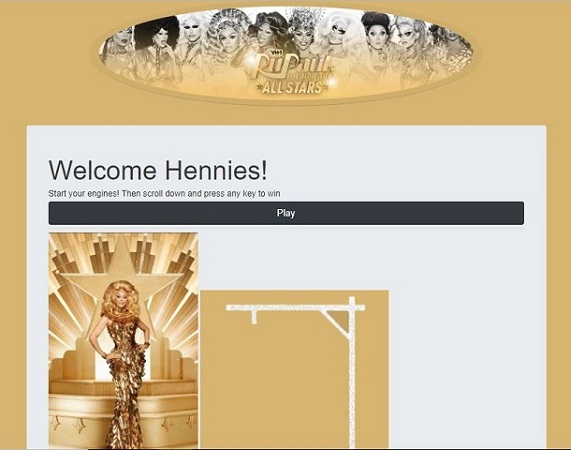 VH1
RuPaul
DRAG RACE
★ALL STARS★
Welcome Hennies!
Start your engines! Then scroll down and press any key to win
Play